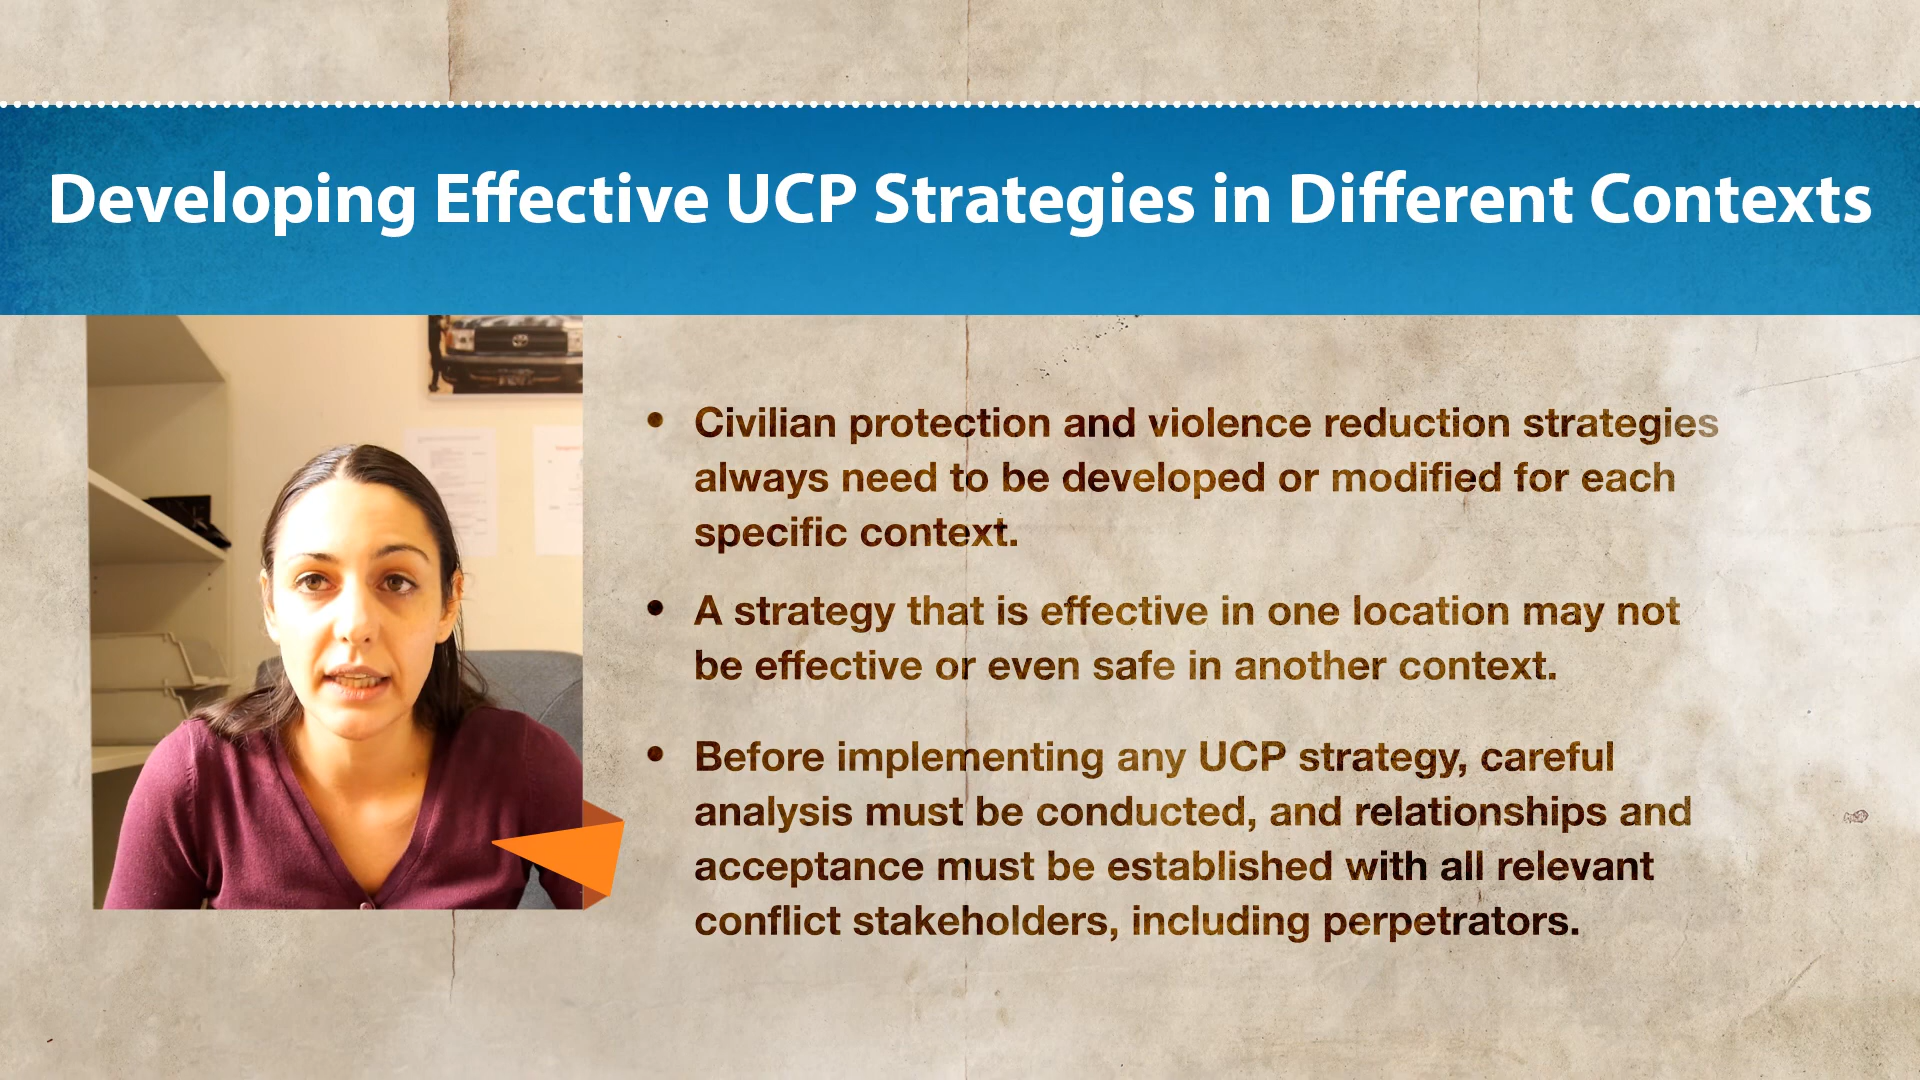 Developing Effective UCP Strategies in Different Contexts
• Civilian protection and violence reduction strategies
always need to be developed or modified for each
specific context.
• A strategy that is effective in one location may not
be effective or even safe in another context.
• Before implementing any UCP strategy, careful
analysis must be conducted, and relationships and
acceptance must be established with all relevant
conflict stakeholders, including perpetrators.